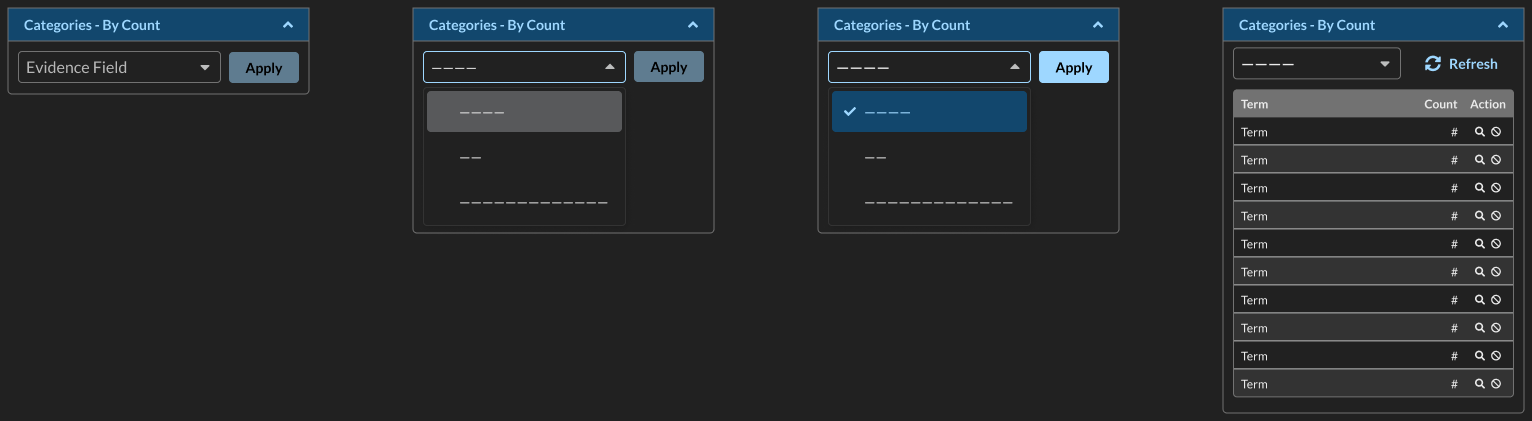 Categories - By Count
Evidence Field
Apply
Categories - By Count
————
Apply
————
——
—————————————
Categories - By Count
————
Apply
————
——
—————————————
Categories - By Count
————
Refresh
Term Count Action
Term #
Term #
Term #
Term #
Term #
Term #
Term #
Term #
Term #
Term #